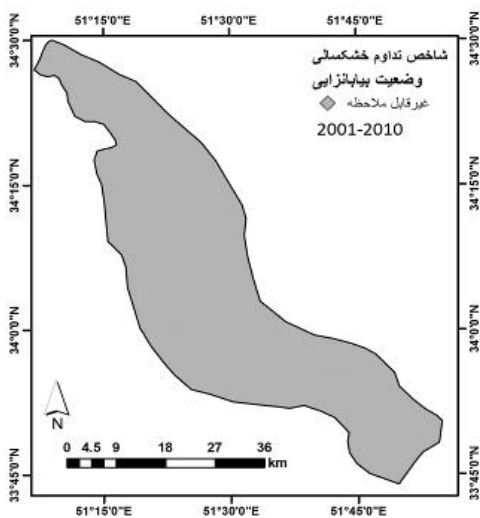 51°15'0"E 51°30'0"E 51°45'0"E
34°30'0"N 34°30'0"N
شاخص تداوم خشکسالی
وضعیت بیابانزایی
غیرقابل ملاحظه
2001-2010
34°15'0"N 34°15'0"N
34°0'0"N 34°0'0"N
N
0 4.5 9 18 27 36
km
33°45'0"N 33°45'0"N
51°15'0"E 51°30'0"E 51°45'0"E